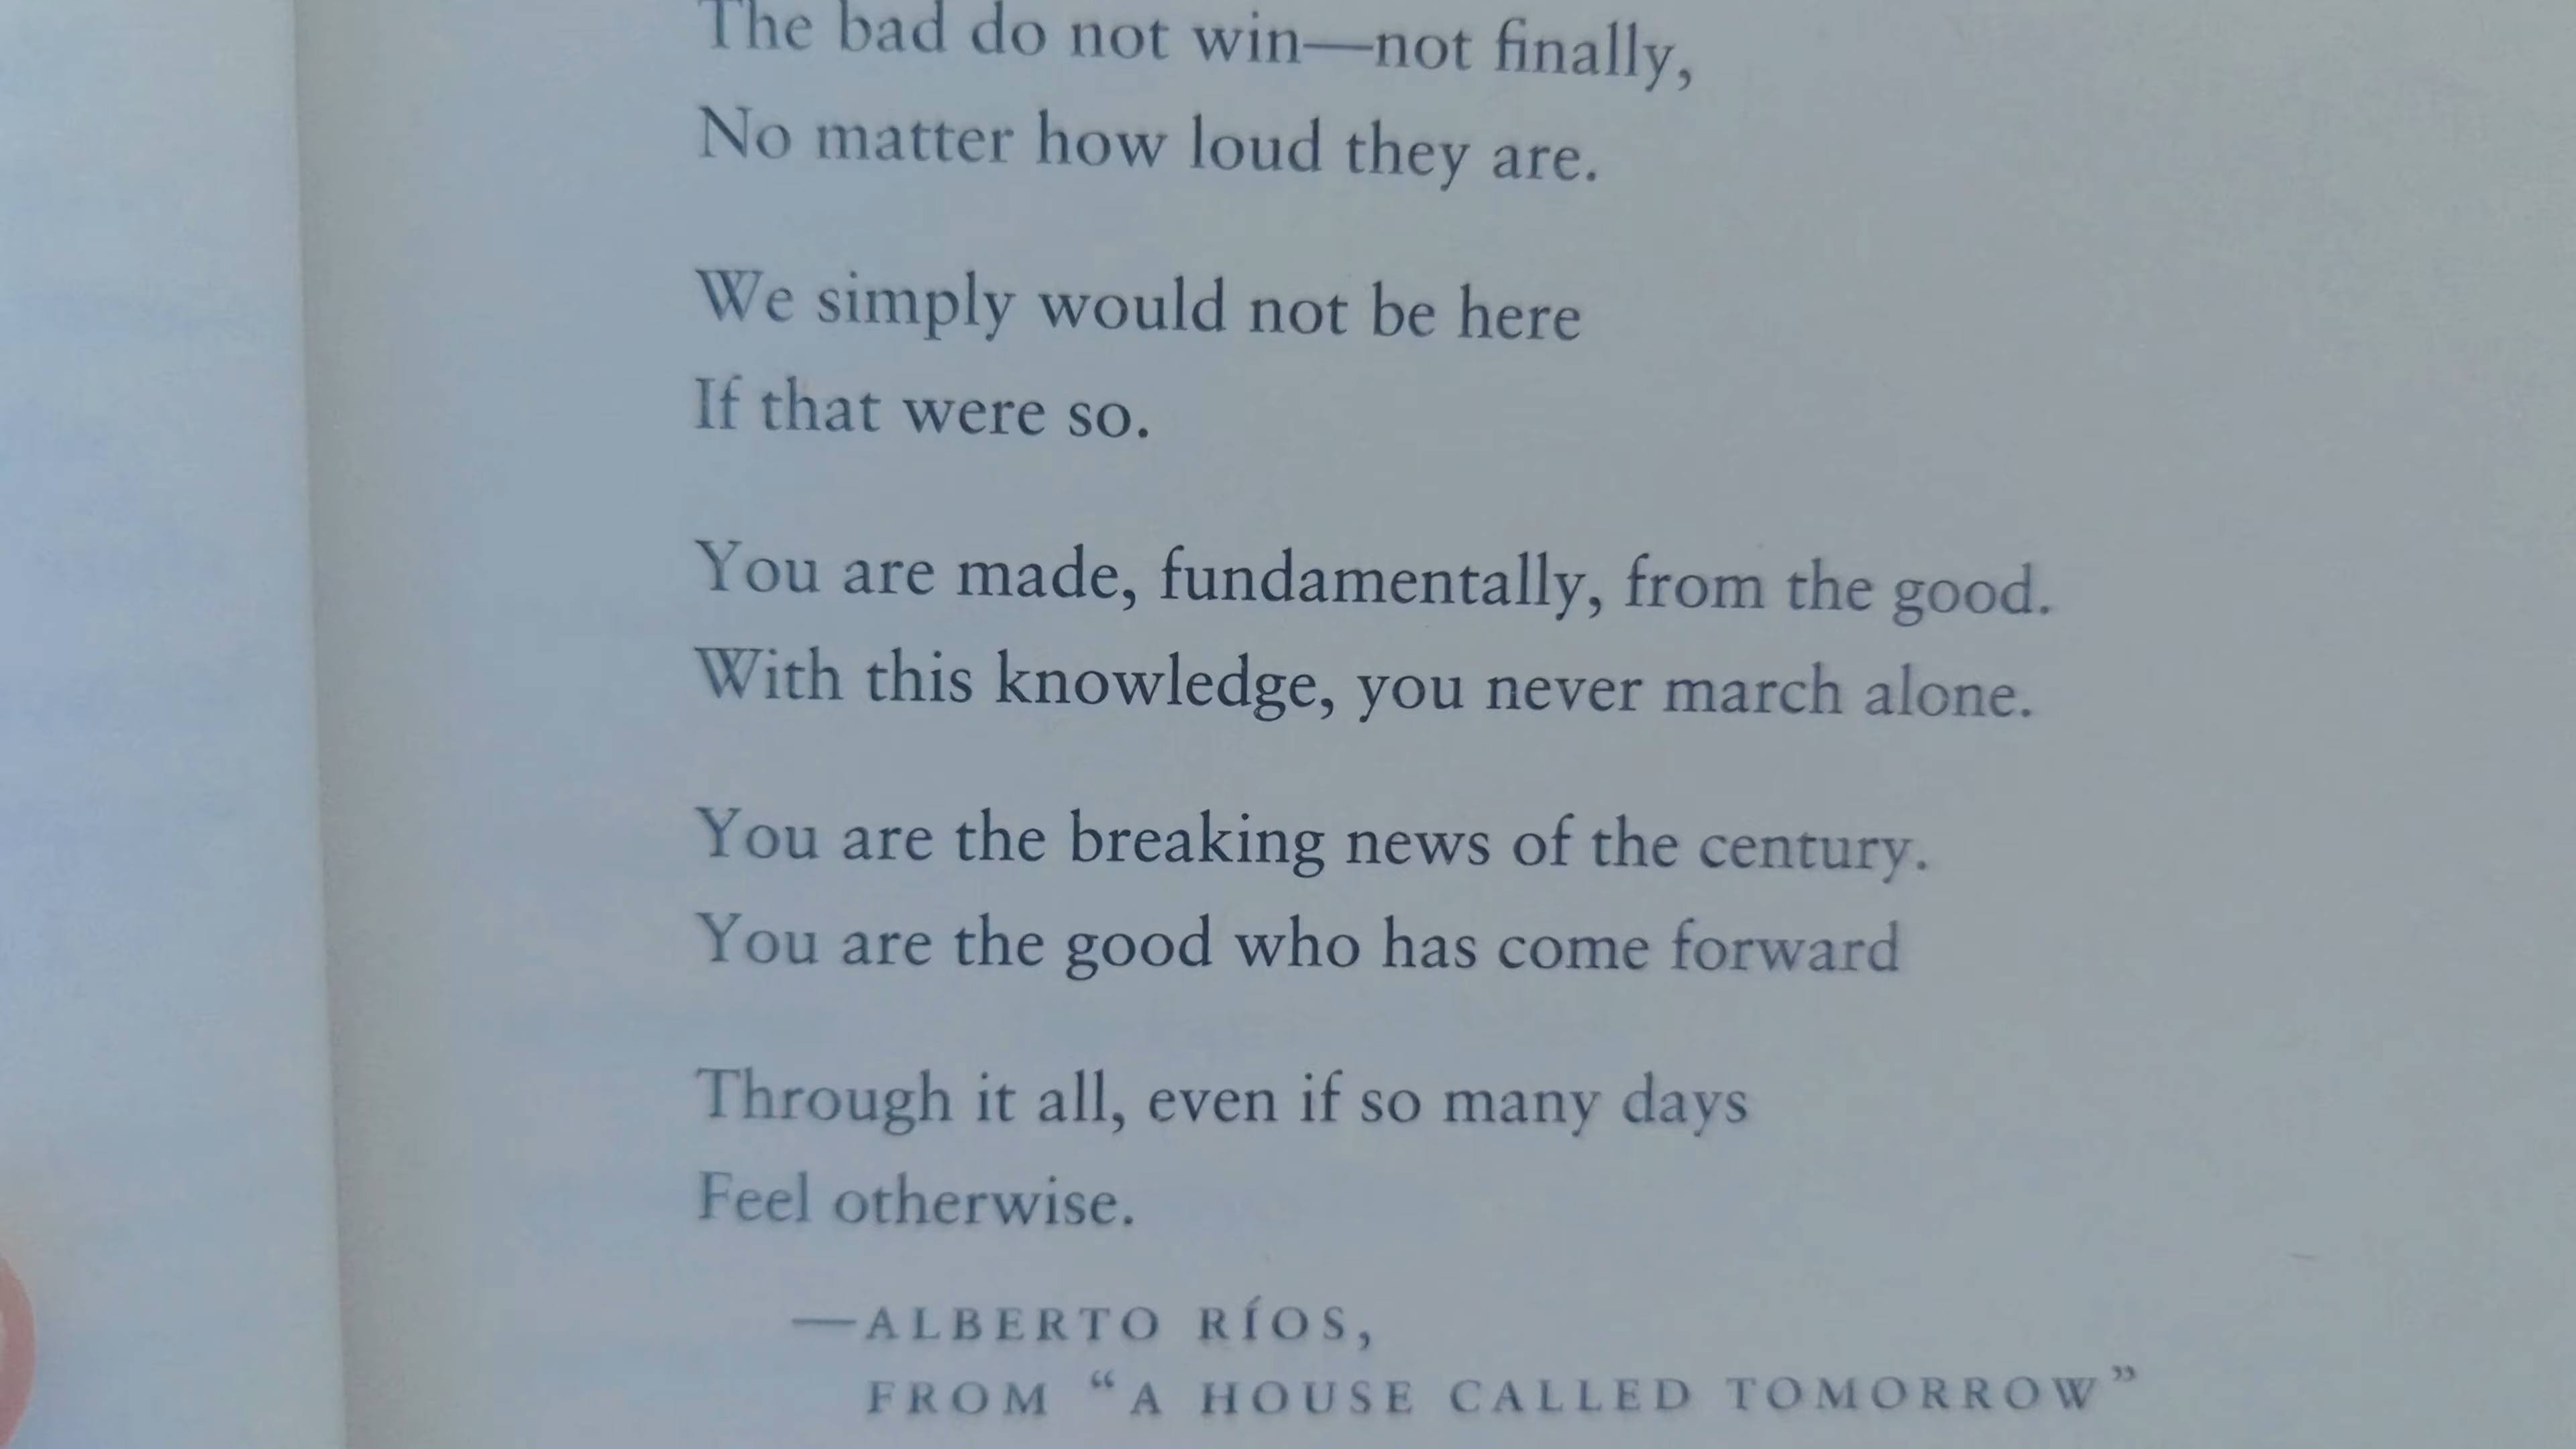 The bad do not win—not finally,
No matter how loud they are.
We simply would not be here
If that were so.
You are made, fundamentally, from the good.
With this knowledge, you never march alone.
You are the breaking news of the century.
You are the good who has come forward
Through it all, even if so many days
Feel otherwise.
—ALBERTO RÍOS,
FROM “A HOUSE CALLED TOMORROW”